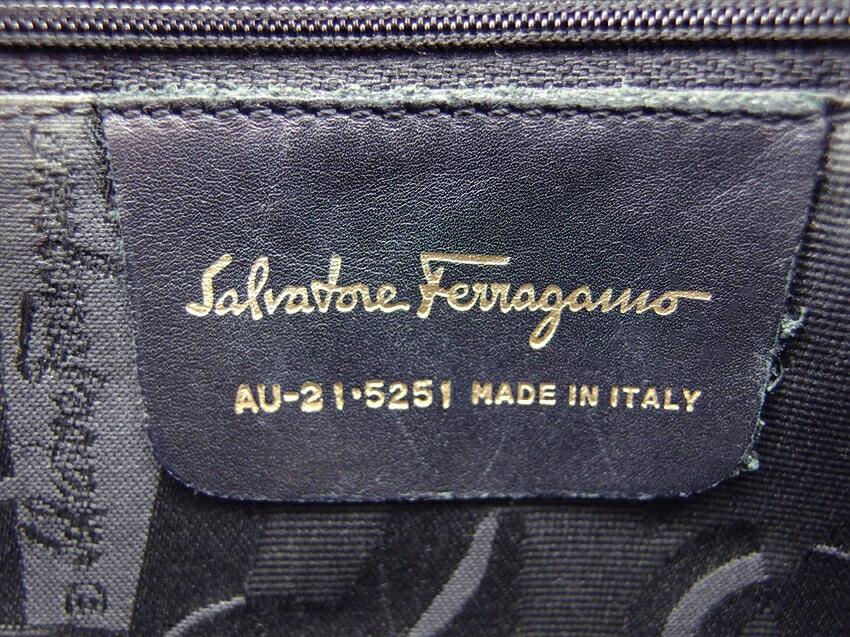 Salvatore Ferragamo
AU-21·5251 MADE IN ITALY